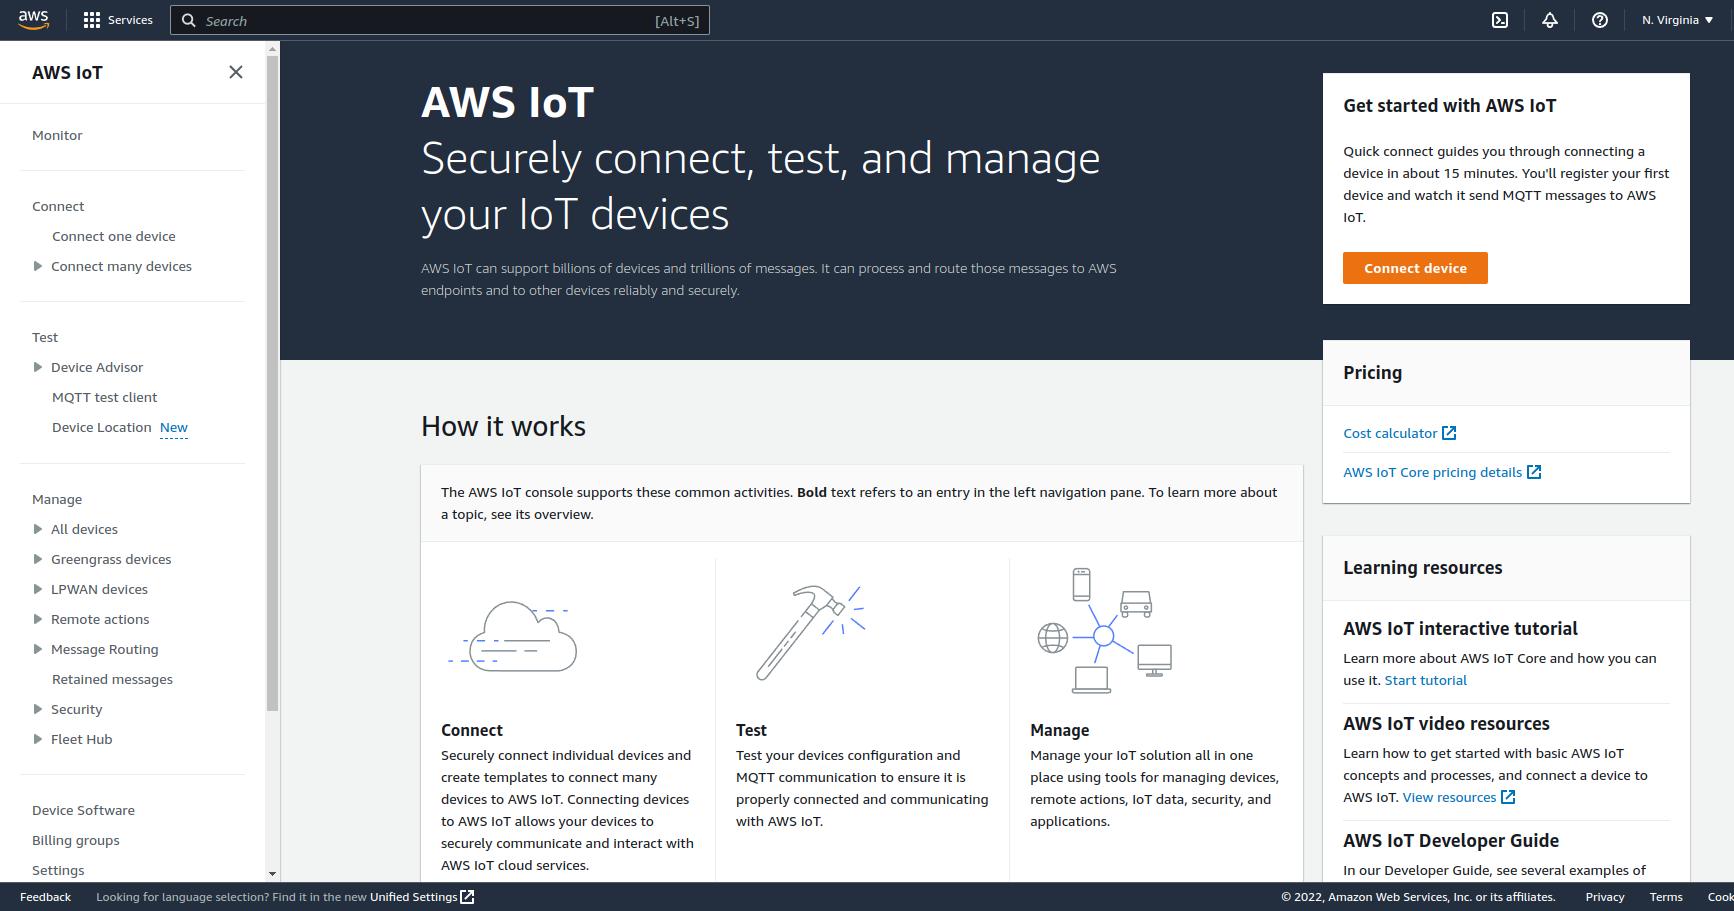 aws
Services
Search
[Alt+S]
N. Virginia
AWS IoT
Monitor
Connect
Connect one device
Connect many devices
Test
Device Advisor
MQTT test client
Device Location New
Manage
All devices
Greengrass devices
LPWAN devices
Remote actions
Message Routing
Retained messages
Security
Fleet Hub
Device Software
Billing groups
Settings
AWS IoT
Securely connect, test, and manage
your IoT devices
AWS IoT can support billions of devices and trillions of messages. It can process and route those messages to AWS
endpoints and to other devices reliably and securely.
Get started with AWS IoT
Quick connect guides you through connecting a
device in about 15 minutes. You'll register your first
device and watch it send MQTT messages to AWS
IoT.
Connect device
How it works
The AWS IoT console supports these common activities. Bold text refers to an entry in the left navigation pane. To learn more about
a topic, see its overview.
Connect
Securely connect individual devices and
create templates to connect many
devices to AWS IoT. Connecting devices
to AWS IoT allows your devices to
securely communicate and interact with
AWS IoT cloud services.
Test
Test your devices configuration and
MQTT communication to ensure it is
properly connected and communicating
with AWS IoT.
Manage
Manage your IoT solution all in one
place using tools for managing devices,
remote actions, IoT data, security, and
applications.
Pricing
Cost calculator
AWS IoT Core pricing details
Learning resources
AWS IoT interactive tutorial
Learn more about AWS IoT Core and how you can
use it. Start tutorial
AWS IoT video resources
Learn how to get started with basic AWS IoT
concepts and processes, and connect a device to
AWS IoT. View resources
AWS IoT Developer Guide
In our Developer Guide, see several examples of
Feedback
Looking for language selection? Find it in the new Unified Settings
© 2022, Amazon Web Services, Inc. or its affiliates.
Privacy
Terms
Cook